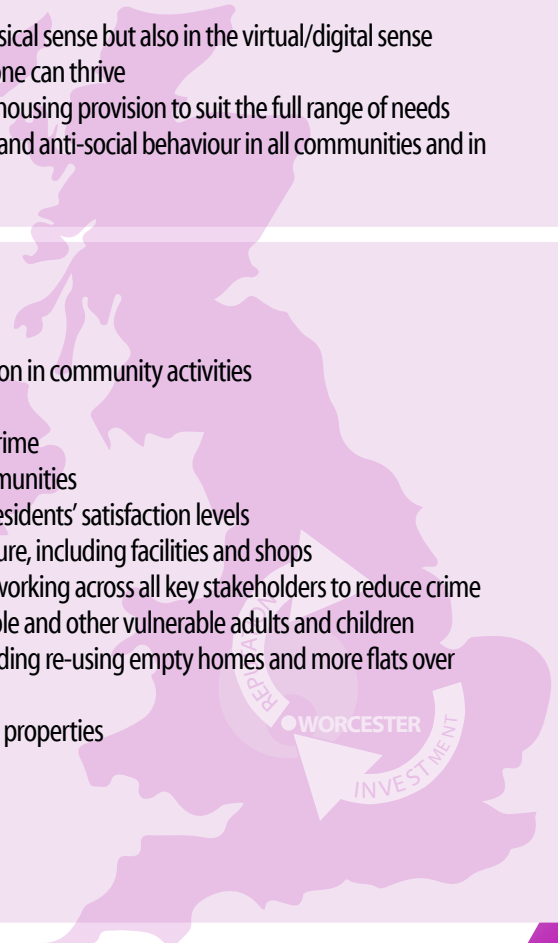 sical sense but also in the virtual/digital sense
one can thrive
housing provision to suit the full range of needs
and anti-social behaviour in all communities and in
on in community activities
rime
munities
esidents' satisfaction levels
ure, including facilities and shops
working across all key stakeholders to reduce crime
ple and other vulnerable adults and children
ding re-using empty homes and more flats over
properties
REPUTATION
WORCESTER
INVESTMENT